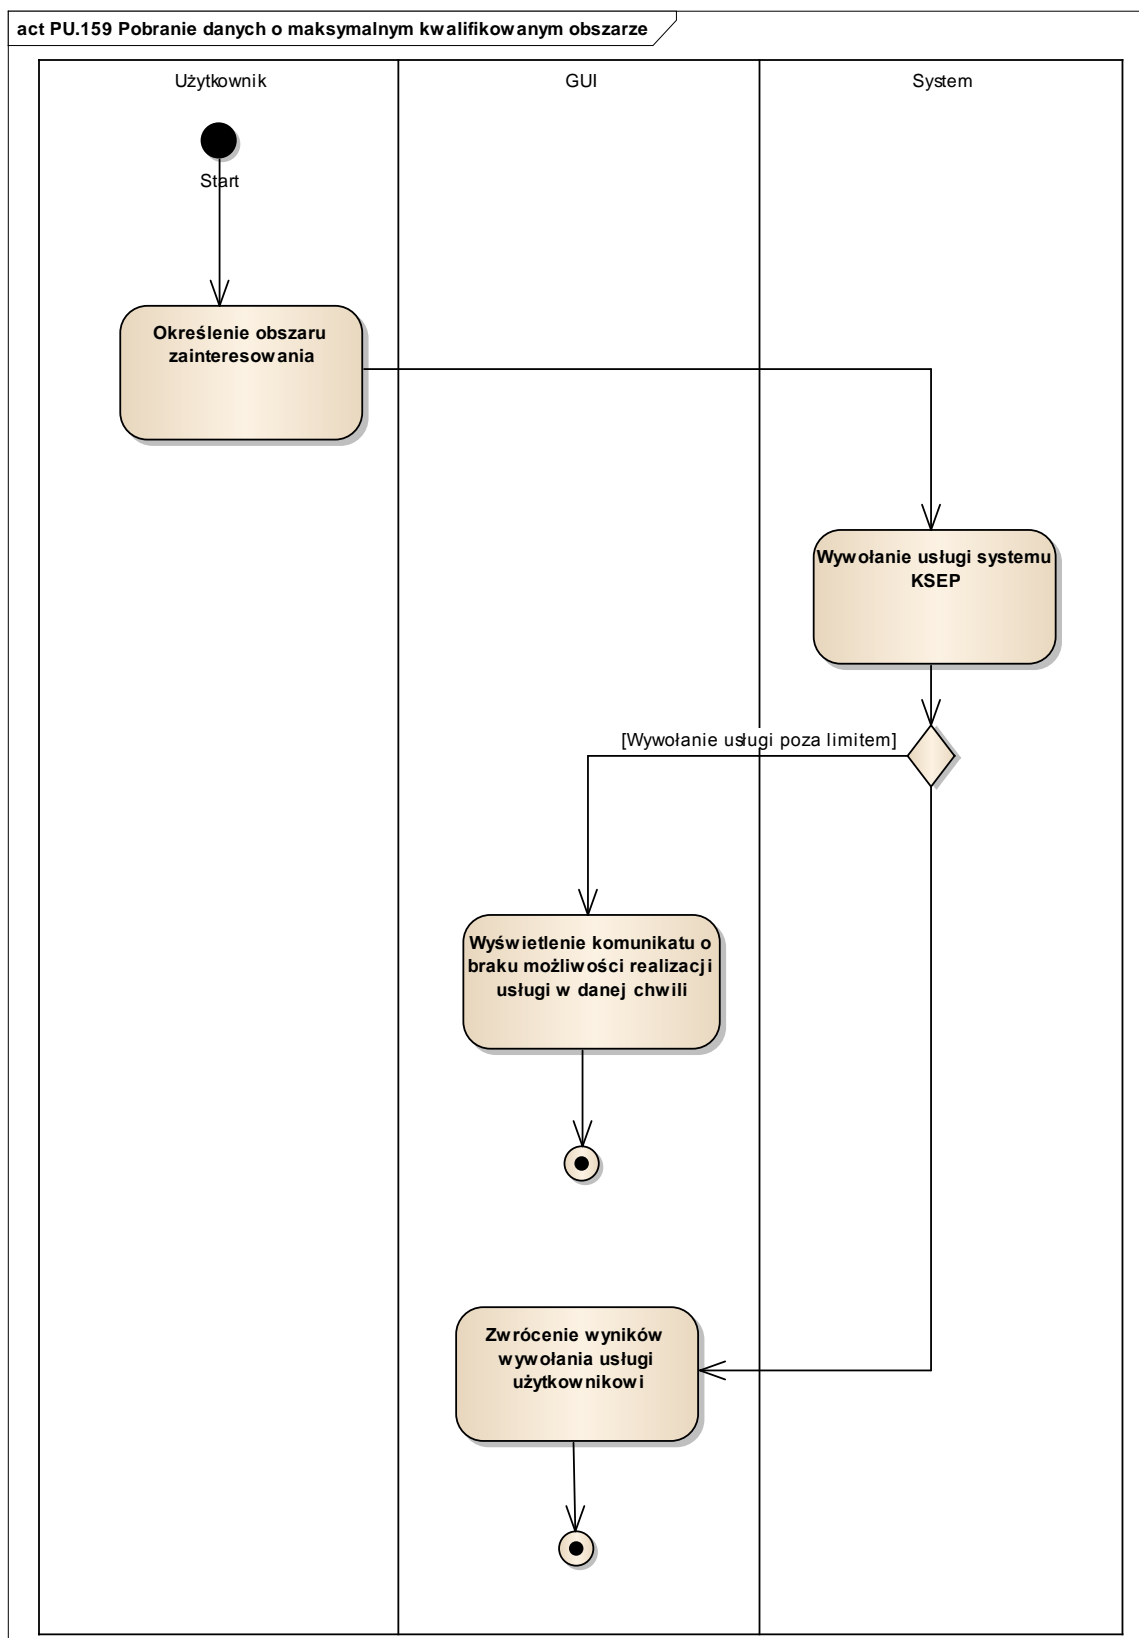 act PU.159 Pobranie danych o maksymalnym kwalifikowanym obszarze
Użytkownik
GUI
System
Start
Określenie obszaru
zainteresowania
Wywołanie usługi systemu
KSEP
[Wywołanie usługi poza limitem]
Wyświetlenie komunikatu o
braku możliwości realizacji
usługi w danej chwili
Zwrócenie wyników
wywołania usługi
użytkownikowi